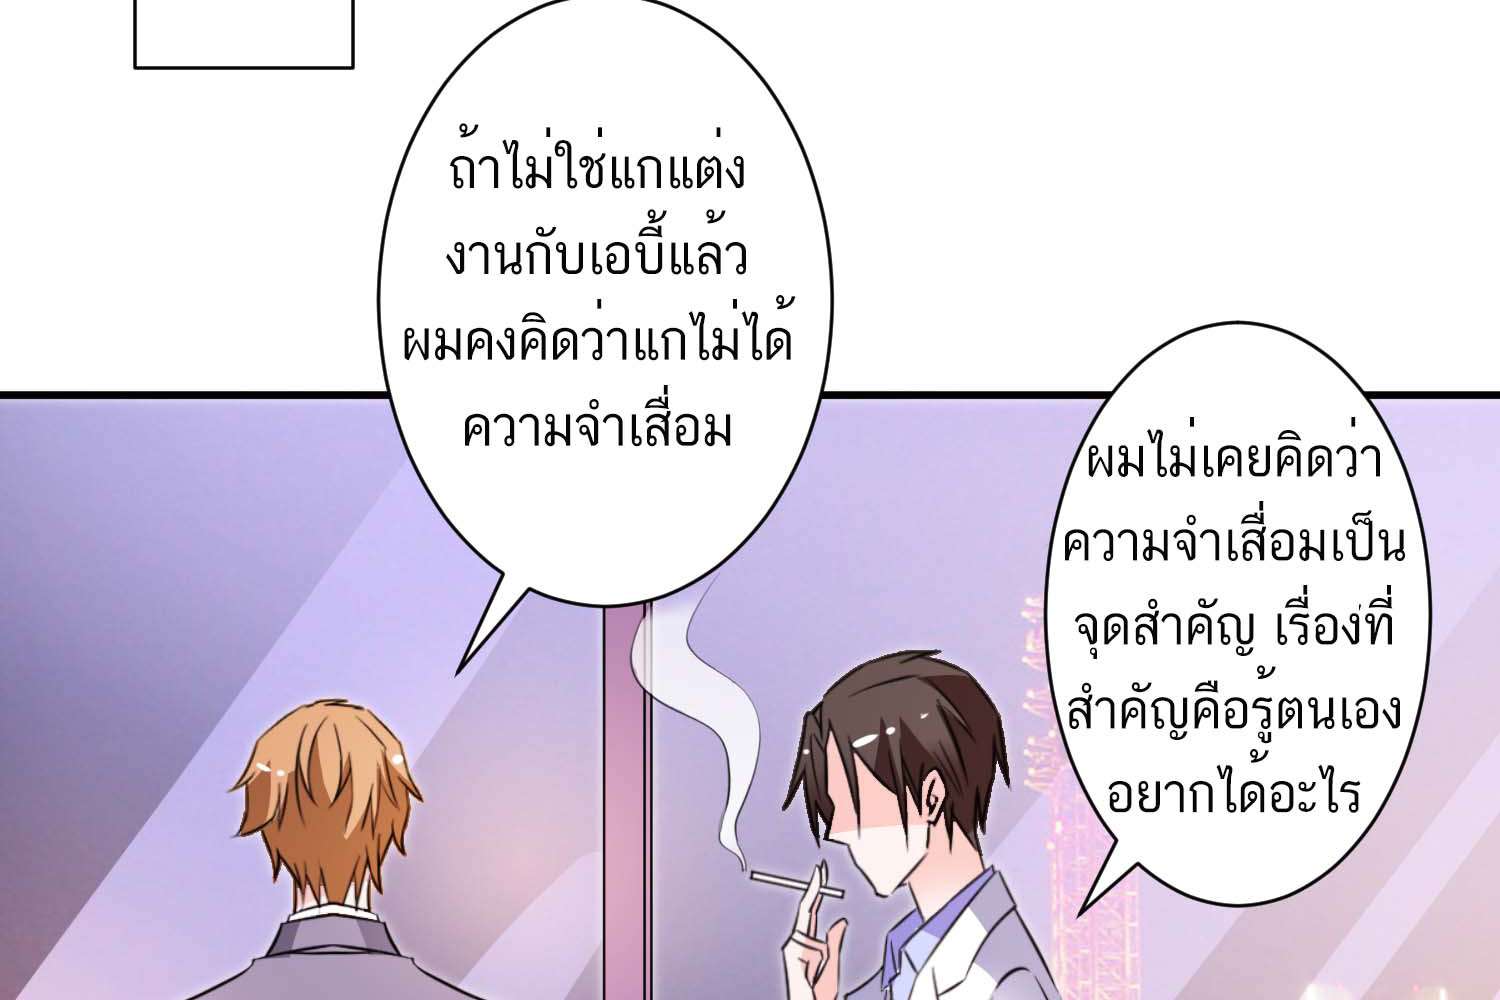 ถ้าไม่ใช่แกแต่ง
งานกับเอบี้แล้ว
ผมคงคิดว่าแกไม่ได้
ความจำเสื่อม
ผมไม่เคยคิดว่า
ความจำเสื่อมเป็น
จุดสำคัญ เรื่องที่
สำคัญคือรู้ตนเอง
อยากได้อะไร